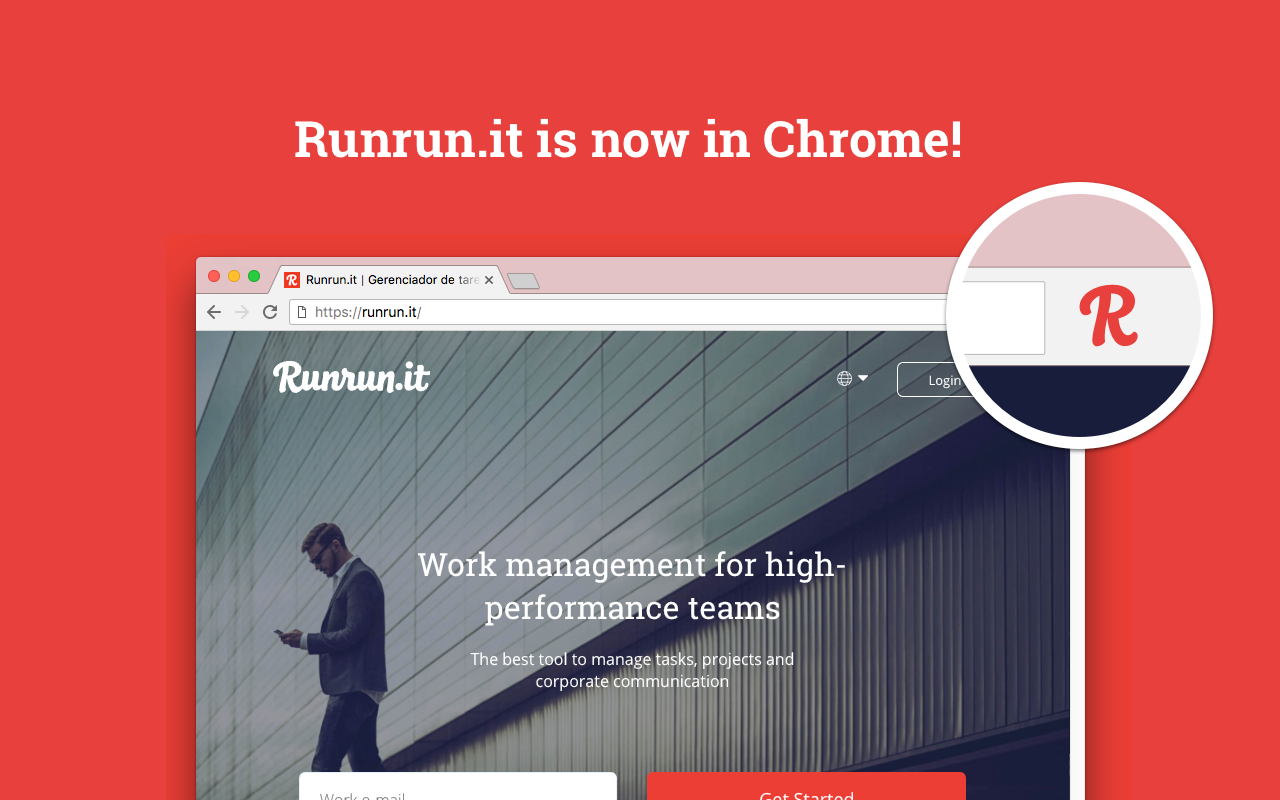 Runrun.it is now in Chrome!
R
Runrun.it | Gerenciador de tare
https://runrun.it/
R
Runrun.it
Login
Work management for high-
performance teams
The best tool to manage tasks, projects and
corporate communication
Work e-mail
Get Started